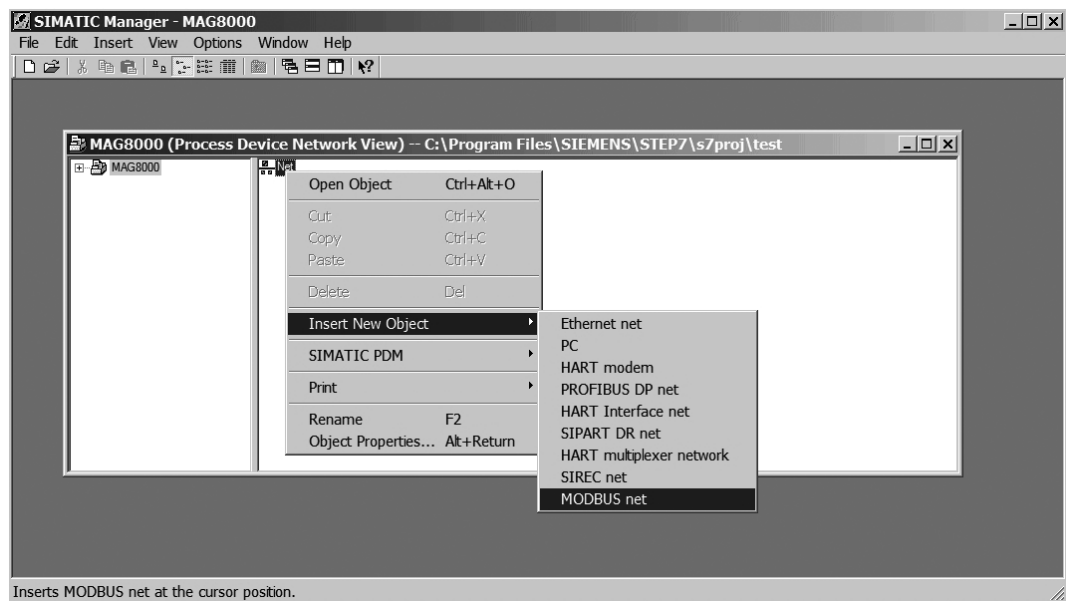 SIMATIC Manager - MAG8000
File Edit Insert View Options Window Help
MAG8000 (Process Device Network View) -- C:\Program Files\SIEMENS\STEP7\s7proj\test
MAG8000
Net
Open Object Ctrl+Alt+O
Cut Ctrl+X
Copy Ctrl+C
Paste Ctrl+V
Delete Del
Insert New Object
SIMATIC PDM
Print
Rename F2
Object Properties... Alt+Return
Ethernet net
PC
HART modem
PROFIBUS DP net
HART Interface net
SIPART DR net
HART multiplexer network
SIREC net
MODBUS net
Inserts MODBUS net at the cursor position.